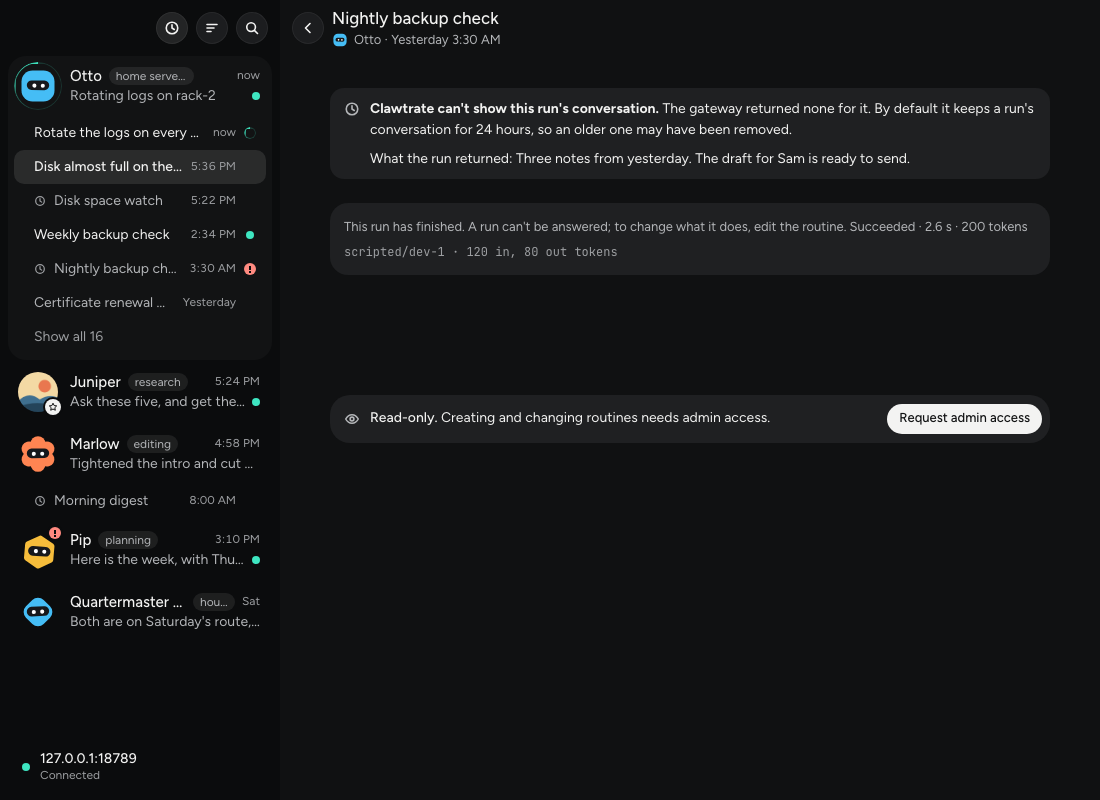 Otto home serve... now
Rotating logs on rack-2
Rotate the logs on every ... now
Disk almost full on the... 5:36 PM
Disk space watch 5:22 PM
Weekly backup check 2:34 PM
Nightly backup ch... 3:30 AM
Certificate renewal ... Yesterday
Show all 16
Juniper research 5:24 PM
Ask these five, and get the...
Marlow editing 4:58 PM
Tightened the intro and cut ...
Morning digest 8:00 AM
Pip planning 3:10 PM
Here is the week, with Thu...
Quartermaster ... hou... Sat
Both are on Saturday's route,...
127.0.0.1:18789
Connected
Nightly backup check
Otto · Yesterday 3:30 AM
Clawtrate can't show this run's conversation. The gateway returned none for it. By default it keeps a run's
conversation for 24 hours, so an older one may have been removed.
What the run returned: Three notes from yesterday. The draft for Sam is ready to send.
This run has finished. A run can't be answered; to change what it does, edit the routine. Succeeded · 2.6 s · 200 tokens
scripted/dev-1 · 120 in, 80 out tokens
Read-only. Creating and changing routines needs admin access.
Request admin access